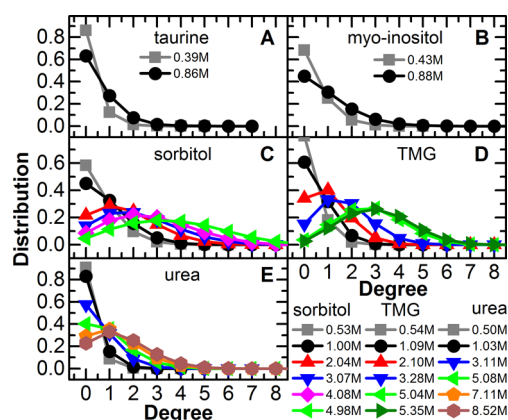 taurine A
0.39M
0.86M
myo-inositol B
0.43M
0.88M
0.8
0.6
0.4
0.2
0.0
sorbitol C
0.6
0.4
0.2
0.0
TMG D
0 1 2 3 4 5 6 7 8
Degree
urea E
0.8
0.6
0.4
0.2
0.0
0 1 2 3 4 5 6 7 8
Degree
Distribution
sorbitol TMG urea
0.53M 0.54M 0.50M
1.00M 1.09M 1.03M
2.04M 2.10M 3.11M
3.07M 3.28M 5.08M
4.08M 5.04M 7.11M
4.98M 5.35M 8.52M